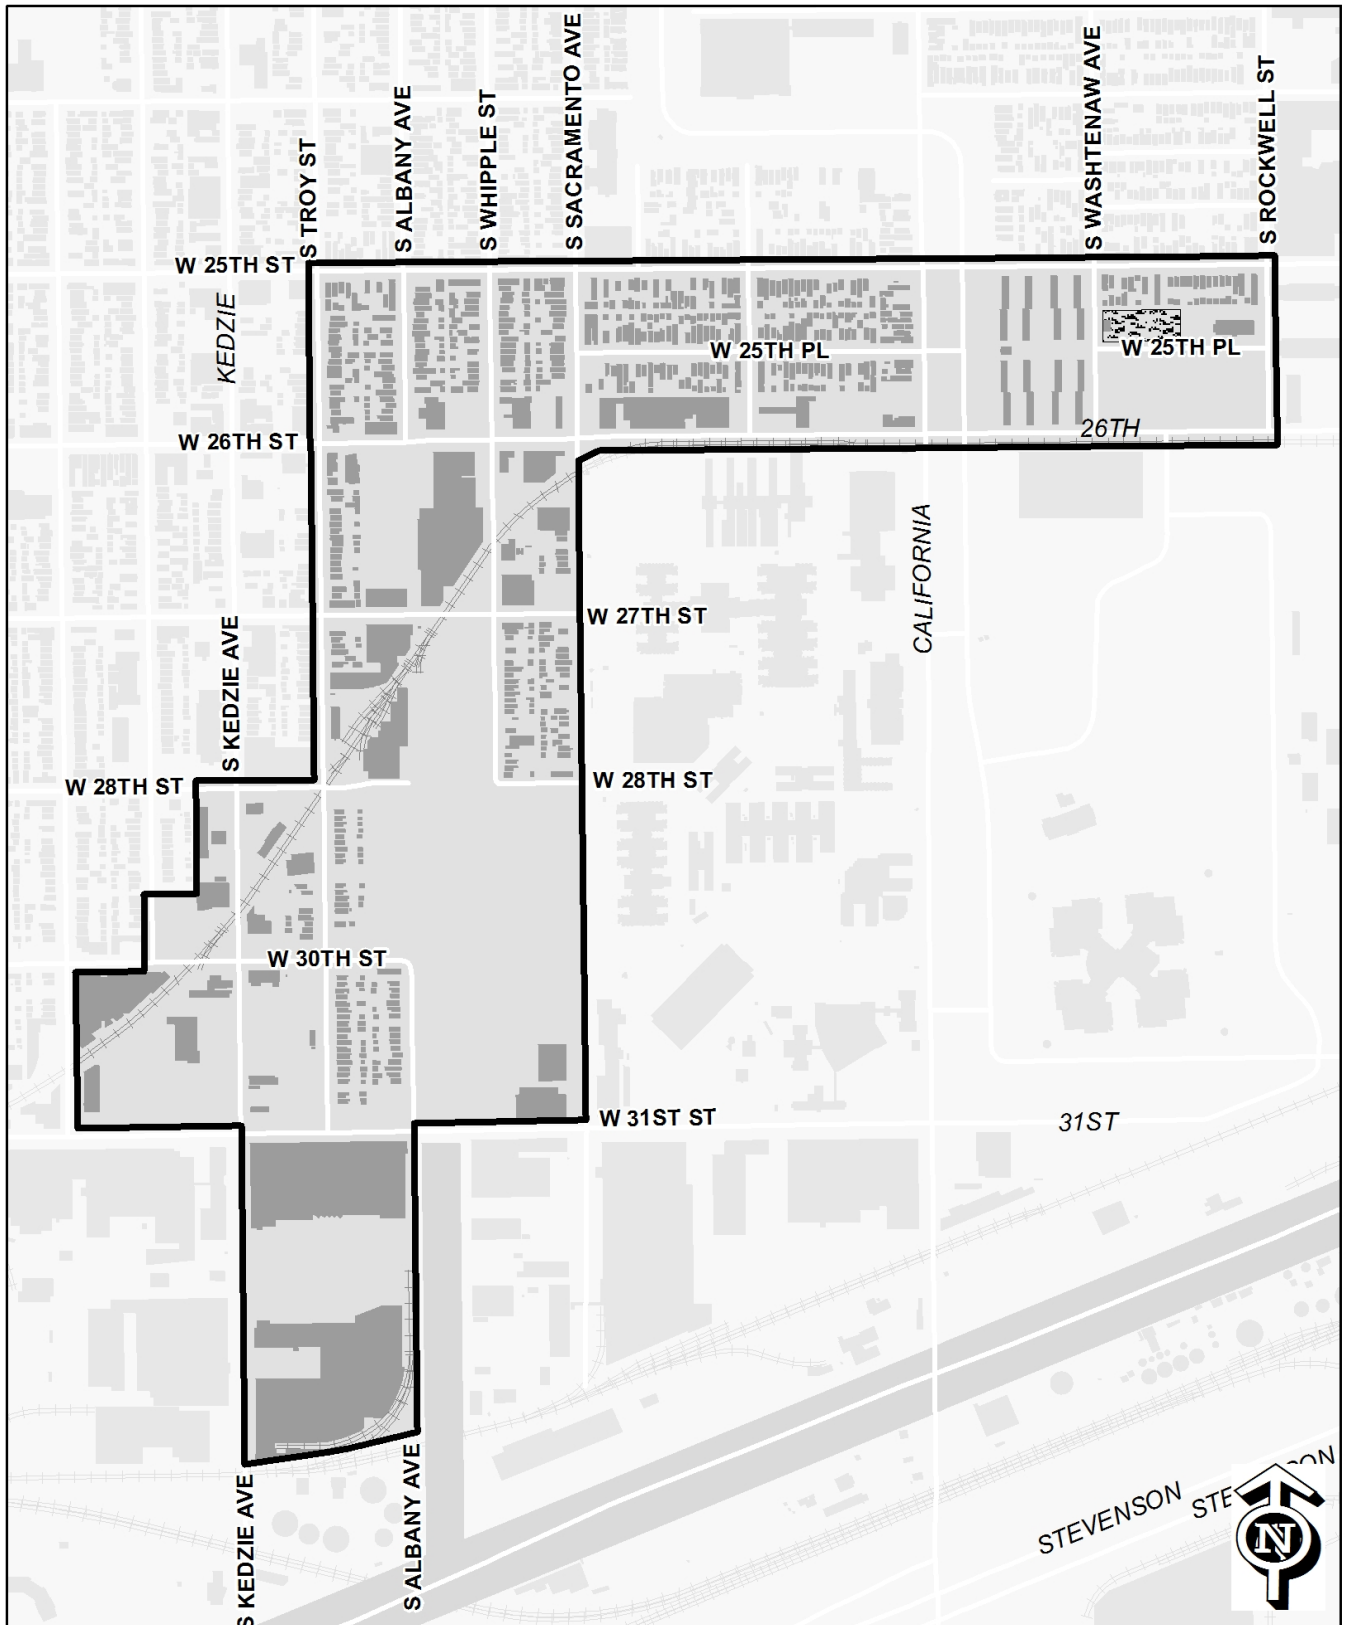 S TROY ST
S ALBANY AVE
S WHIPPLE ST
S SACRAMENTO AVE
S WASHTENAW AVE
S ROCKWELL ST
W 25TH ST
KEDZIE
W 25TH PL
W 25TH PL
W 26TH ST
26TH
CALIFORNIA
W 27TH ST
S KEDZIE AVE
W 28TH ST
W 28TH ST
W 30TH ST
W 31ST ST
31ST
S KEDZIE AVE
S ALBANY AVE
STEVENSON
N